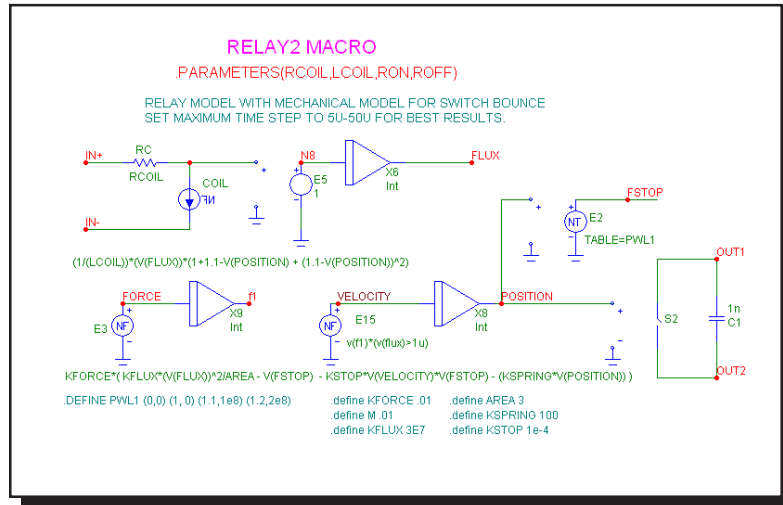 RELAY2 MACRO
.PARAMETERS(RCOIL,LCOIL,RON,ROFF)
RELAY MODEL WITH MECHANICAL MODEL FOR SWITCH BOUNCE
SET MAXIMUM TIME STEP TO 5U-50U FOR BEST RESULTS.
IN+
RC
RCOIL
COIL
NF
IN-
N8
E5
1
X6
Int
FLUX
FSTOP
NT
E2
TABLE=PWL1
(1/(LCOIL))*(V(FLUX))*(1+1.1-V(POSITION) + (1.1-V(POSITION))^2)
OUT1
FORCE
E3
NF
X9
Int
f1
VELOCITY
NF
E15
v(f1)*(v(flux)>1u)
X8
Int
POSITION
S2
1n
C1
OUT2
KFORCE*( KFLUX*(V(FLUX))^2/AREA - V(FSTOP) - KSTOP*V(VELOCITY)*V(FSTOP) - (KSPRING*V(POSITION)) )
.DEFINE PWL1 (0,0) (1, 0) (1.1,1e8) (1.2,2e8)
.define KFORCE .01
.define AREA 3
.define M .01
.define KSPRING 100
.define KFLUX 3E7
.define KSTOP 1e-4